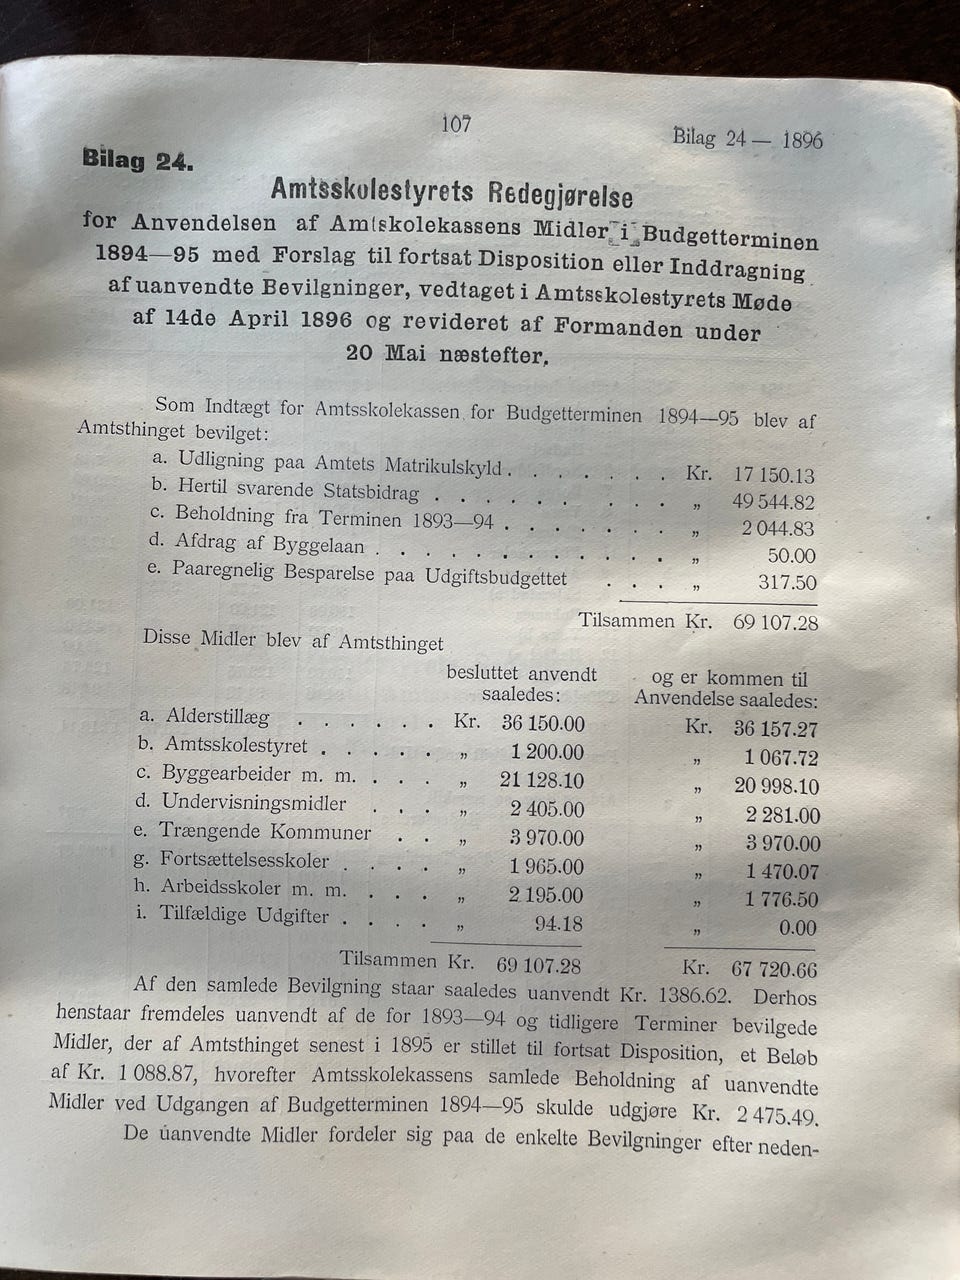 107
Bilag 24 — 1896
Bilag 24.
Amtsskolestyrets Redegjørelse
for Anvendelsen af Amtskolekassens Midler i Budgetterminen
1894—95 med Forslag til fortsat Disposition eller Inddragning
af uanvendte Bevilgninger, vedtaget i Amtsskolestyrets Møde
af 14de April 1896 og revideret af Formanden under
20 Mai næstefter.
Som Indtægt for Amtsskolekassen for Budgetterminen 1894—95 blev af
Amtsthinget bevilget:
a. Udligning paa Amtets Matrikulskyld . . . . . . . Kr. 17 150.13
b. Hertil svarende Statsbidrag . . . . . . . . „ 49 544.82
c. Beholdning fra Terminen 1893—94 . . . . . . . „ 2 044.83
d. Afdrag af Byggelaan . . . . . . . . . . . . „ 50.00
e. Paaregnelig Besparelse paa Udgiftsbudgettet . . . „ 317.50
Tilsammen Kr. 69 107.28
Disse Midler blev af Amtsthinget
besluttet anvendt og er kommen til
saaledes: Anvendelse saaledes:
a. Alderstillæg . . . . . . Kr. 36 150.00 Kr. 36 157.27
b. Amtsskolestyret . . . . . „ 1 200.00 „ 1 067.72
c. Byggearbeider m. m. . . . „ 21 128.10 „ 20 998.10
d. Undervisningsmidler . . . „ 2 405.00 „ 2 281.00
e. Trængende Kommuner . . „ 3 970.00 „ 3 970.00
g. Fortsættelsesskoler . . . . „ 1 965.00 „ 1 470.07
h. Arbeidsskoler m. m. . . . . „ 2 195.00 „ 1 776.50
i. Tilfældige Udgifter . . . . „ 94.18 „ 0.00
Tilsammen Kr. 69 107.28 Kr. 67 720.66
Af den samlede Bevilgning staar saaledes uanvendt Kr. 1386.62. Derhos
henstaar fremdeles uanvendt af de for 1893—94 og tidligere Terminer bevilgede
Midler, der af Amtsthinget senest i 1895 er stillet til fortsat Disposition, et Beløb
af Kr. 1 088.87, hvorefter Amtsskolekassens samlede Beholdning af uanvendte
Midler ved Udgangen af Budgetterminen 1894—95 skulde udgjøre Kr. 2 475.49.
De uanvendte Midler fordeler sig paa de enkelte Bevilgninger efter neden-